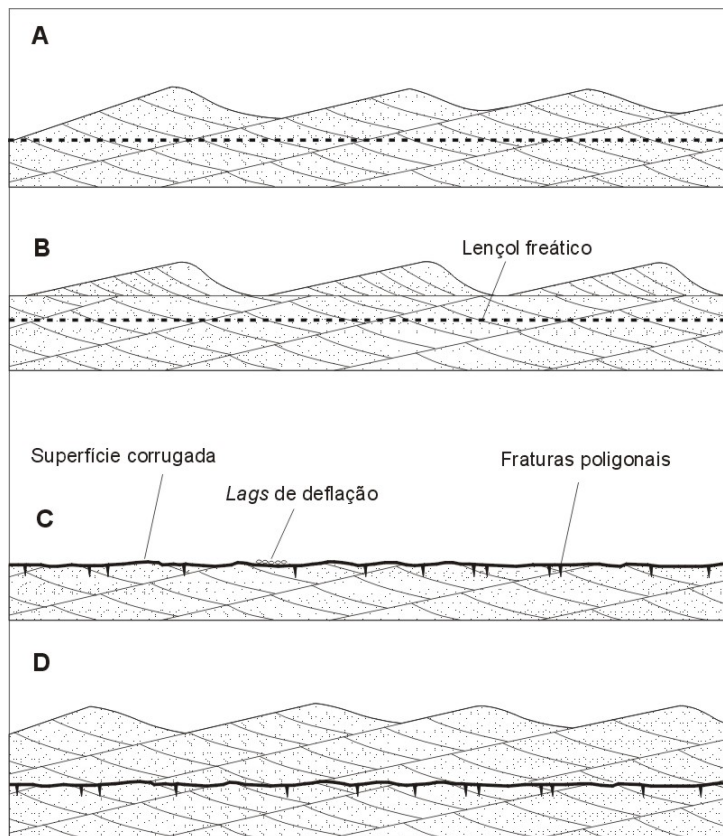 A
B
Lençol freático
Superfície corrugada
Fraturas poligonais
Lags de deflação
C
D